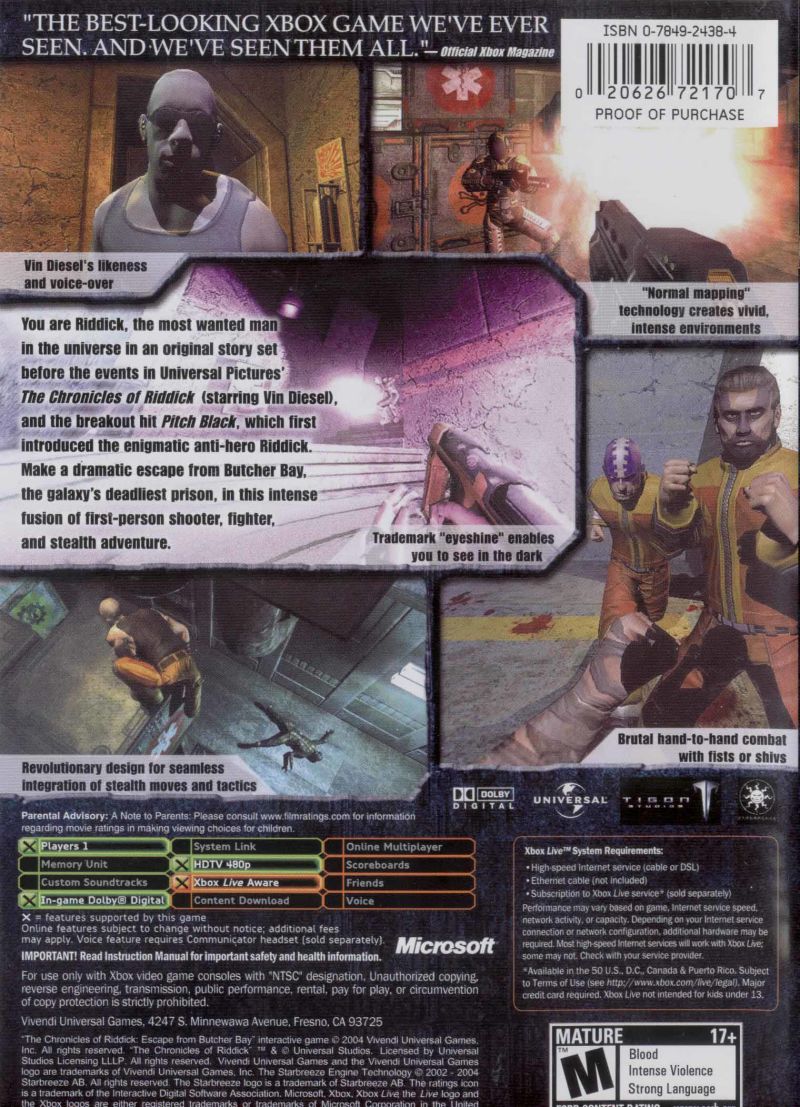 "THE BEST-LOOKING XBOX GAME WE'VE EVER
SEEN. AND WE'VE SEEN THEM ALL."— Official Xbox Magazine
ISBN 0-7849-2438-4
0 20626 72170 7
PROOF OF PURCHASE
Vin Diesel's likeness
and voice-over
"Normal mapping"
technology creates vivid,
intense environments
You are Riddick, the most wanted man
in the universe in an original story set
before the events in Universal Pictures'
The Chronicles of Riddick (starring Vin Diesel),
and the breakout hit Pitch Black, which first
introduced the enigmatic anti-hero Riddick.
Make a dramatic escape from Butcher Bay,
the galaxy's deadliest prison, in this intense
fusion of first-person shooter, fighter,
and stealth adventure.
Trademark "eyeshine" enables
you to see in the dark
Brutal hand-to-hand combat
with fists or shivs
Revolutionary design for seamless
integration of stealth moves and tactics
DOLBY
DIGITAL
UNIVERSAL
TIGON
STUDIOS
STARBREEZE
Parental Advisory: A Note to Parents: Please consult www.filmratings.com for information
regarding movie ratings in making viewing choices for children.
X Players 1
System Link
Online Multiplayer
Memory Unit
X HDTV 480p
Scoreboards
Custom Soundtracks
X Xbox Live Aware
Friends
X In-game Dolby® Digital
Content Download
Voice
X = features supported by this game
Online features subject to change without notice; additional fees
may apply. Voice feature requires Communicator headset (sold separately).
Microsoft
IMPORTANT! Read Instruction Manual for important safety and health information.
For use only with Xbox video game consoles with "NTSC" designation. Unauthorized copying,
reverse engineering, transmission, public performance, rental, pay for play, or circumvention
of copy protection is strictly prohibited.
Vivendi Universal Games, 4247 S. Minnewawa Avenue, Fresno, CA 93725
"The Chronicles of Riddick: Escape from Butcher Bay" interactive game © 2004 Vivendi Universal Games,
Inc. All rights reserved. "The Chronicles of Riddick" ™ & © Universal Studios. Licensed by Universal
Studios Licensing LLLP. All rights reserved. Vivendi Universal Games and the Vivendi Universal Games
logo are trademarks of Vivendi Universal Games, Inc. The Starbreeze Engine Technology © 2002 - 2004
Starbreeze AB. All rights reserved. The Starbreeze logo is a trademark of Starbreeze AB. The ratings icon
is a trademark of the Interactive Digital Software Association. Microsoft, Xbox, Xbox Live, the Live logo and
the Xbox logos are either registered trademarks or trademarks of Microsoft Corporation in the United
Xbox Live™ System Requirements:
• High-speed Internet service (cable or DSL)
• Ethernet cable (not included)
• Subscription to Xbox Live service* (sold separately)
Performance may vary based on game, Internet service speed,
network activity, or capacity. Depending on your Internet service
connection or network configuration, additional hardware may be
required. Most high-speed Internet services will work with Xbox Live;
some may not. Check with your service provider.
*Available in the 50 U.S., D.C., Canada & Puerto Rico. Subject
to Terms of Use (see http://www.xbox.com/live/legal). Major
credit card required. Xbox Live not intended for kids under 13.
MATURE 17+
M
TM
Blood
Intense Violence
Strong Language